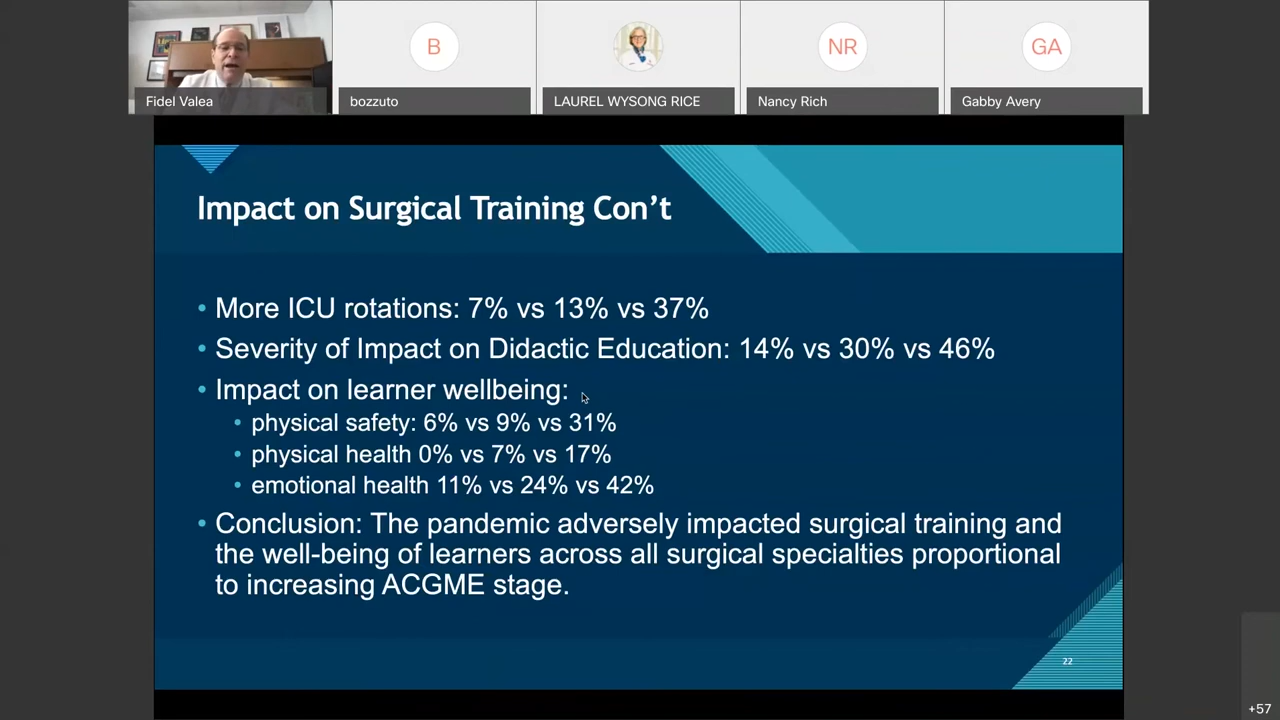 B
NR
GA
Fidel Valea
bozzuto
LAUREL WYSONG RICE
Nancy Rich
Gabby Avery
Impact on Surgical Training Con’t
• More ICU rotations: 7% vs 13% vs 37%
• Severity of Impact on Didactic Education: 14% vs 30% vs 46%
• Impact on learner wellbeing:
• physical safety: 6% vs 9% vs 31%
• physical health 0% vs 7% vs 17%
• emotional health 11% vs 24% vs 42%
• Conclusion: The pandemic adversely impacted surgical training and
the well-being of learners across all surgical specialties proportional
to increasing ACGME stage.
22
+57